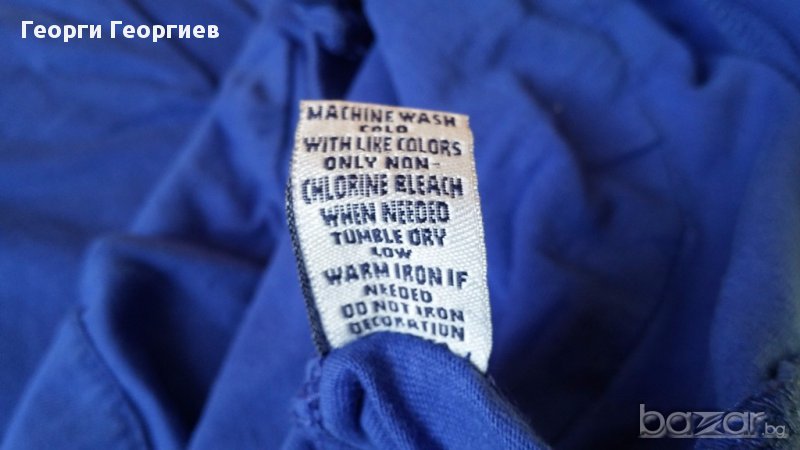 Георги Георгиев
MACHINE WASH
COLD
WITH LIKE COLORS
ONLY NON-
CHLORINE BLEACH
WHEN NEEDED
TUMBLE DRY
LOW
WARM IRON IF
NEEDED
DO NOT IRON
DECORATION
bazar.bg